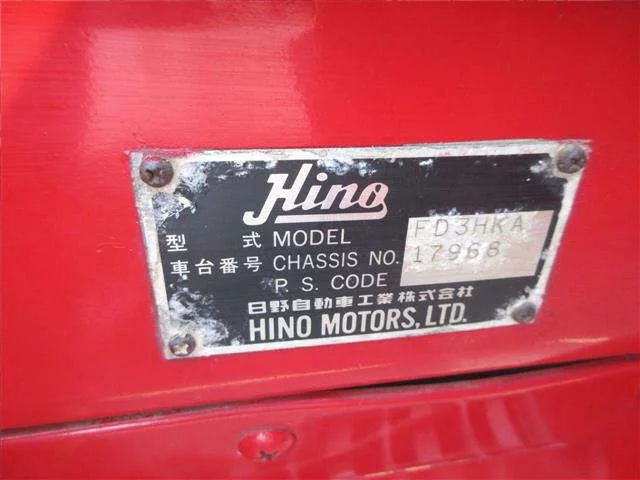 Hino
型 式 MODEL FD3HKA
車台番号 CHASSIS NO. 17966
P. S. CODE
日野自動車工業株式会社
HINO MOTORS, LTD.